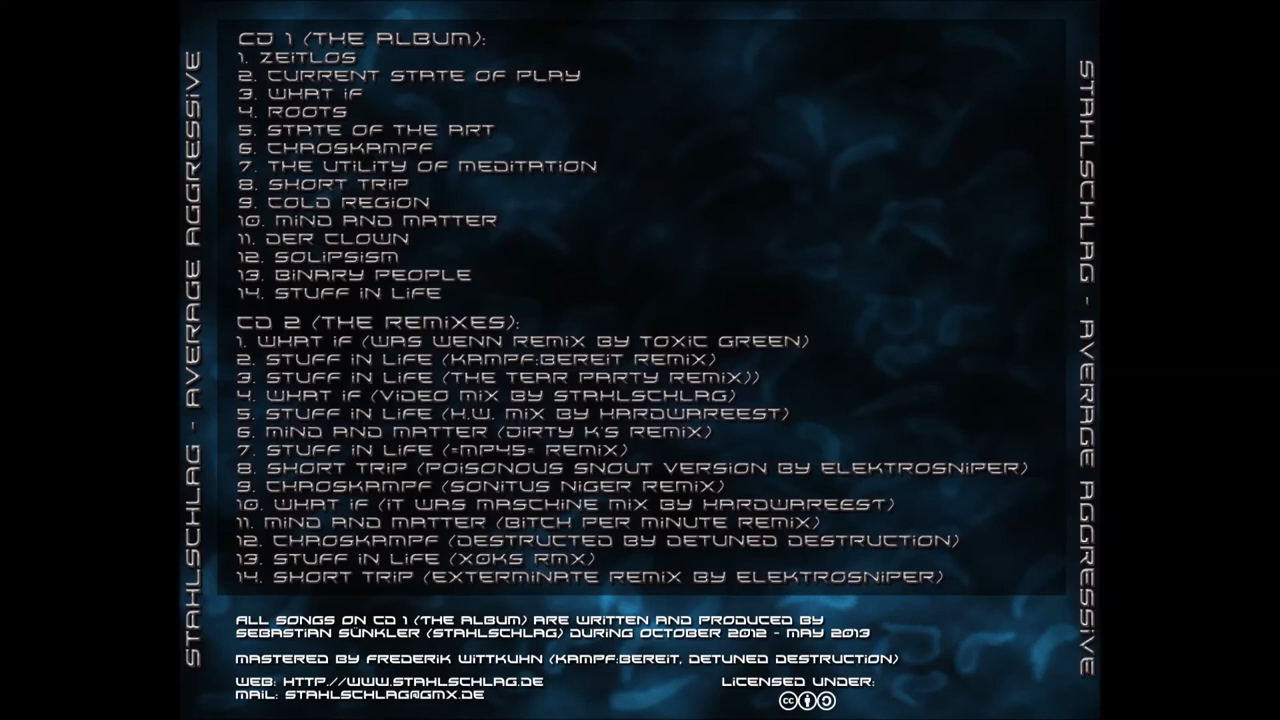 STAHLSCHLAG - AVERAGE AGGRESSIVE
CD 1 (THE ALBUM):
1. ZEITLOS
2. CURRENT STATE OF PLAY
3. WHAT IF
4. ROOTS
5. STATE OF THE ART
6. CHAOSKAMPF
7. THE UTILITY OF MEDITATION
8. SHORT TRIP
9. COLD REGION
10. MIND AND MATTER
11. DER CLOWN
12. SOLIPSISM
13. BINARY PEOPLE
14. STUFF IN LIFE
CD 2 (THE REMIXES):
1. WHAT IF (WAS WENN REMIX BY TOXIC GREEN)
2. STUFF IN LIFE (KAMPF:BEREIT REMIX)
3. STUFF IN LIFE (THE TEAR PARTY REMIX))
4. WHAT IF (VIDEO MIX BY STAHLSCHLAG)
5. STUFF IN LIFE (H.W. MIX BY HARDWAREEST)
6. MIND AND MATTER (DIRTY K'S REMIX)
7. STUFF IN LIFE (=MP45= REMIX)
8. SHORT TRIP (POISONOUS SNOUT VERSION BY ELEKTROSNIPER)
9. CHAOSKAMPF (SONITUS NIGER REMIX)
10. WHAT IF (IT WAS MASCHINE MIX BY HARDWAREEST)
11. MIND AND MATTER (BITCH PER MINUTE REMIX)
12. CHAOSKAMPF (DESTRUCTED BY DETUNED DESTRUCTION)
13. STUFF IN LIFE (X0KS RMX)
14. SHORT TRIP (EXTERMINATE REMIX BY ELEKTROSNIPER)
ALL SONGS ON CD 1 (THE ALBUM) ARE WRITTEN AND PRODUCED BY
SEBASTIAN SÜNKLER (STAHLSCHLAG) DURING OCTOBER 2012 - MAY 2013
MASTERED BY FREDERIK WITTKUHN (KAMPF:BEREIT, DETUNED DESTRUCTION)
WEB: HTTP://WWW.STAHLSCHLAG.DE
MAIL: STAHLSCHLAG@GMX.DE
LICENSED UNDER:
CC
STAHLSCHLAG - AVERAGE AGGRESSIVE